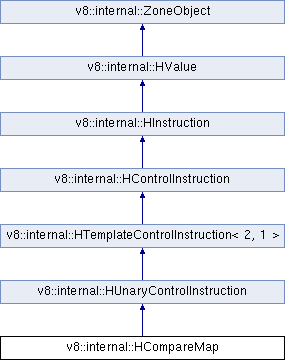 v8::internal::ZoneObject
v8::internal::HValue
v8::internal::HInstruction
v8::internal::HControlInstruction
v8::internal::HTemplateControlInstruction< 2, 1 >
v8::internal::HUnaryControlInstruction
v8::internal::HCompareMap